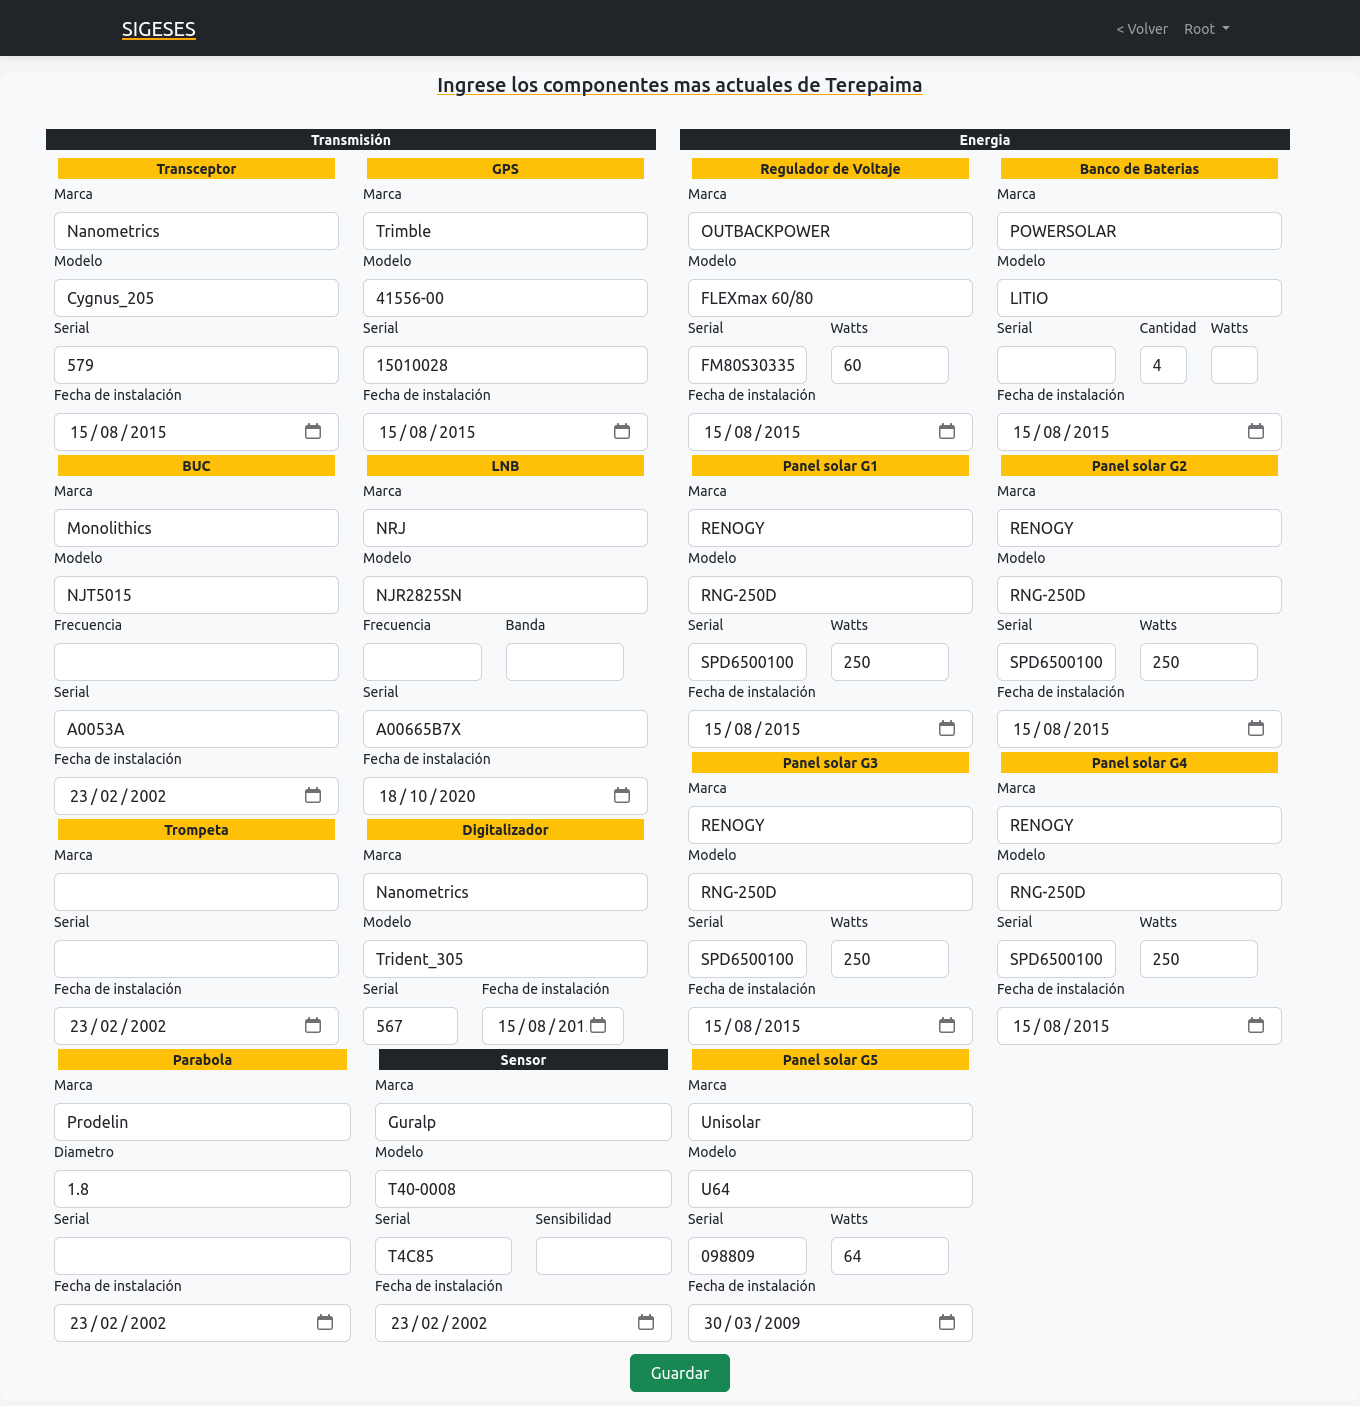 SIGESES
< Volver Root
Ingrese los componentes mas actuales de Terepaima
Transmisión
Transceptor
Marca
Nanometrics
Modelo
Cygnus_205
Serial
579
Fecha de instalación
15 / 08 / 2015
GPS
Marca
Trimble
Modelo
41556-00
Serial
15010028
Fecha de instalación
15 / 08 / 2015
BUC
Marca
Monolithics
Modelo
NJT5015
Frecuencia
Serial
A0053A
Fecha de instalación
23 / 02 / 2002
LNB
Marca
NRJ
Modelo
NJR2825SN
Frecuencia Banda
Serial
A00665B7X
Fecha de instalación
18 / 10 / 2020
Trompeta
Marca
Serial
Fecha de instalación
23 / 02 / 2002
Digitalizador
Marca
Nanometrics
Modelo
Trident_305
Serial Fecha de instalación
567 15 / 08 / 201
Parabola
Marca
Prodelin
Diametro
1.8
Serial
Fecha de instalación
23 / 02 / 2002
Sensor
Marca
Guralp
Modelo
T40-0008
Serial Sensibilidad
T4C85
Fecha de instalación
23 / 02 / 2002
Energia
Regulador de Voltaje
Marca
OUTBACKPOWER
Modelo
FLEXmax 60/80
Serial Watts
FM80S30335 60
Fecha de instalación
15 / 08 / 2015
Banco de Baterias
Marca
POWERSOLAR
Modelo
LITIO
Serial Cantidad Watts
4
Fecha de instalación
15 / 08 / 2015
Panel solar G1
Marca
RENOGY
Modelo
RNG-250D
Serial Watts
SPD6500100 250
Fecha de instalación
15 / 08 / 2015
Panel solar G2
Marca
RENOGY
Modelo
RNG-250D
Serial Watts
SPD6500100 250
Fecha de instalación
15 / 08 / 2015
Panel solar G3
Marca
RENOGY
Modelo
RNG-250D
Serial Watts
SPD6500100 250
Fecha de instalación
15 / 08 / 2015
Panel solar G4
Marca
RENOGY
Modelo
RNG-250D
Serial Watts
SPD6500100 250
Fecha de instalación
15 / 08 / 2015
Panel solar G5
Marca
Unisolar
Modelo
U64
Serial Watts
098809 64
Fecha de instalación
30 / 03 / 2009
Guardar